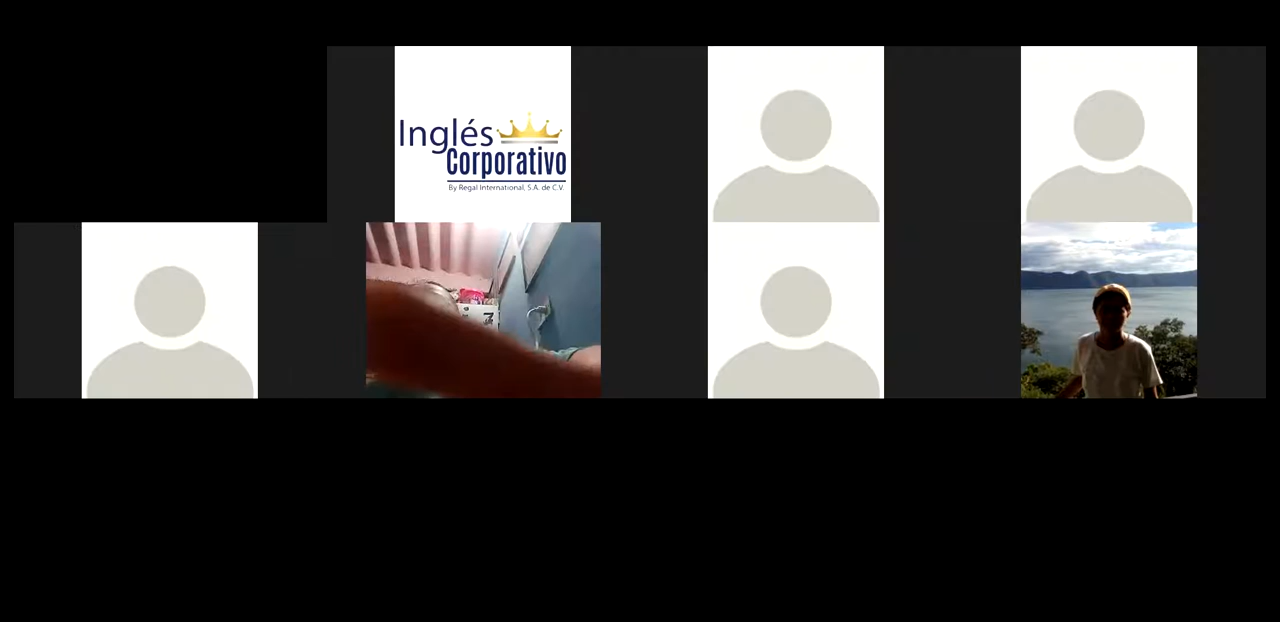 Inglés
Corporativo
By Regal International, S.A. de C.V.